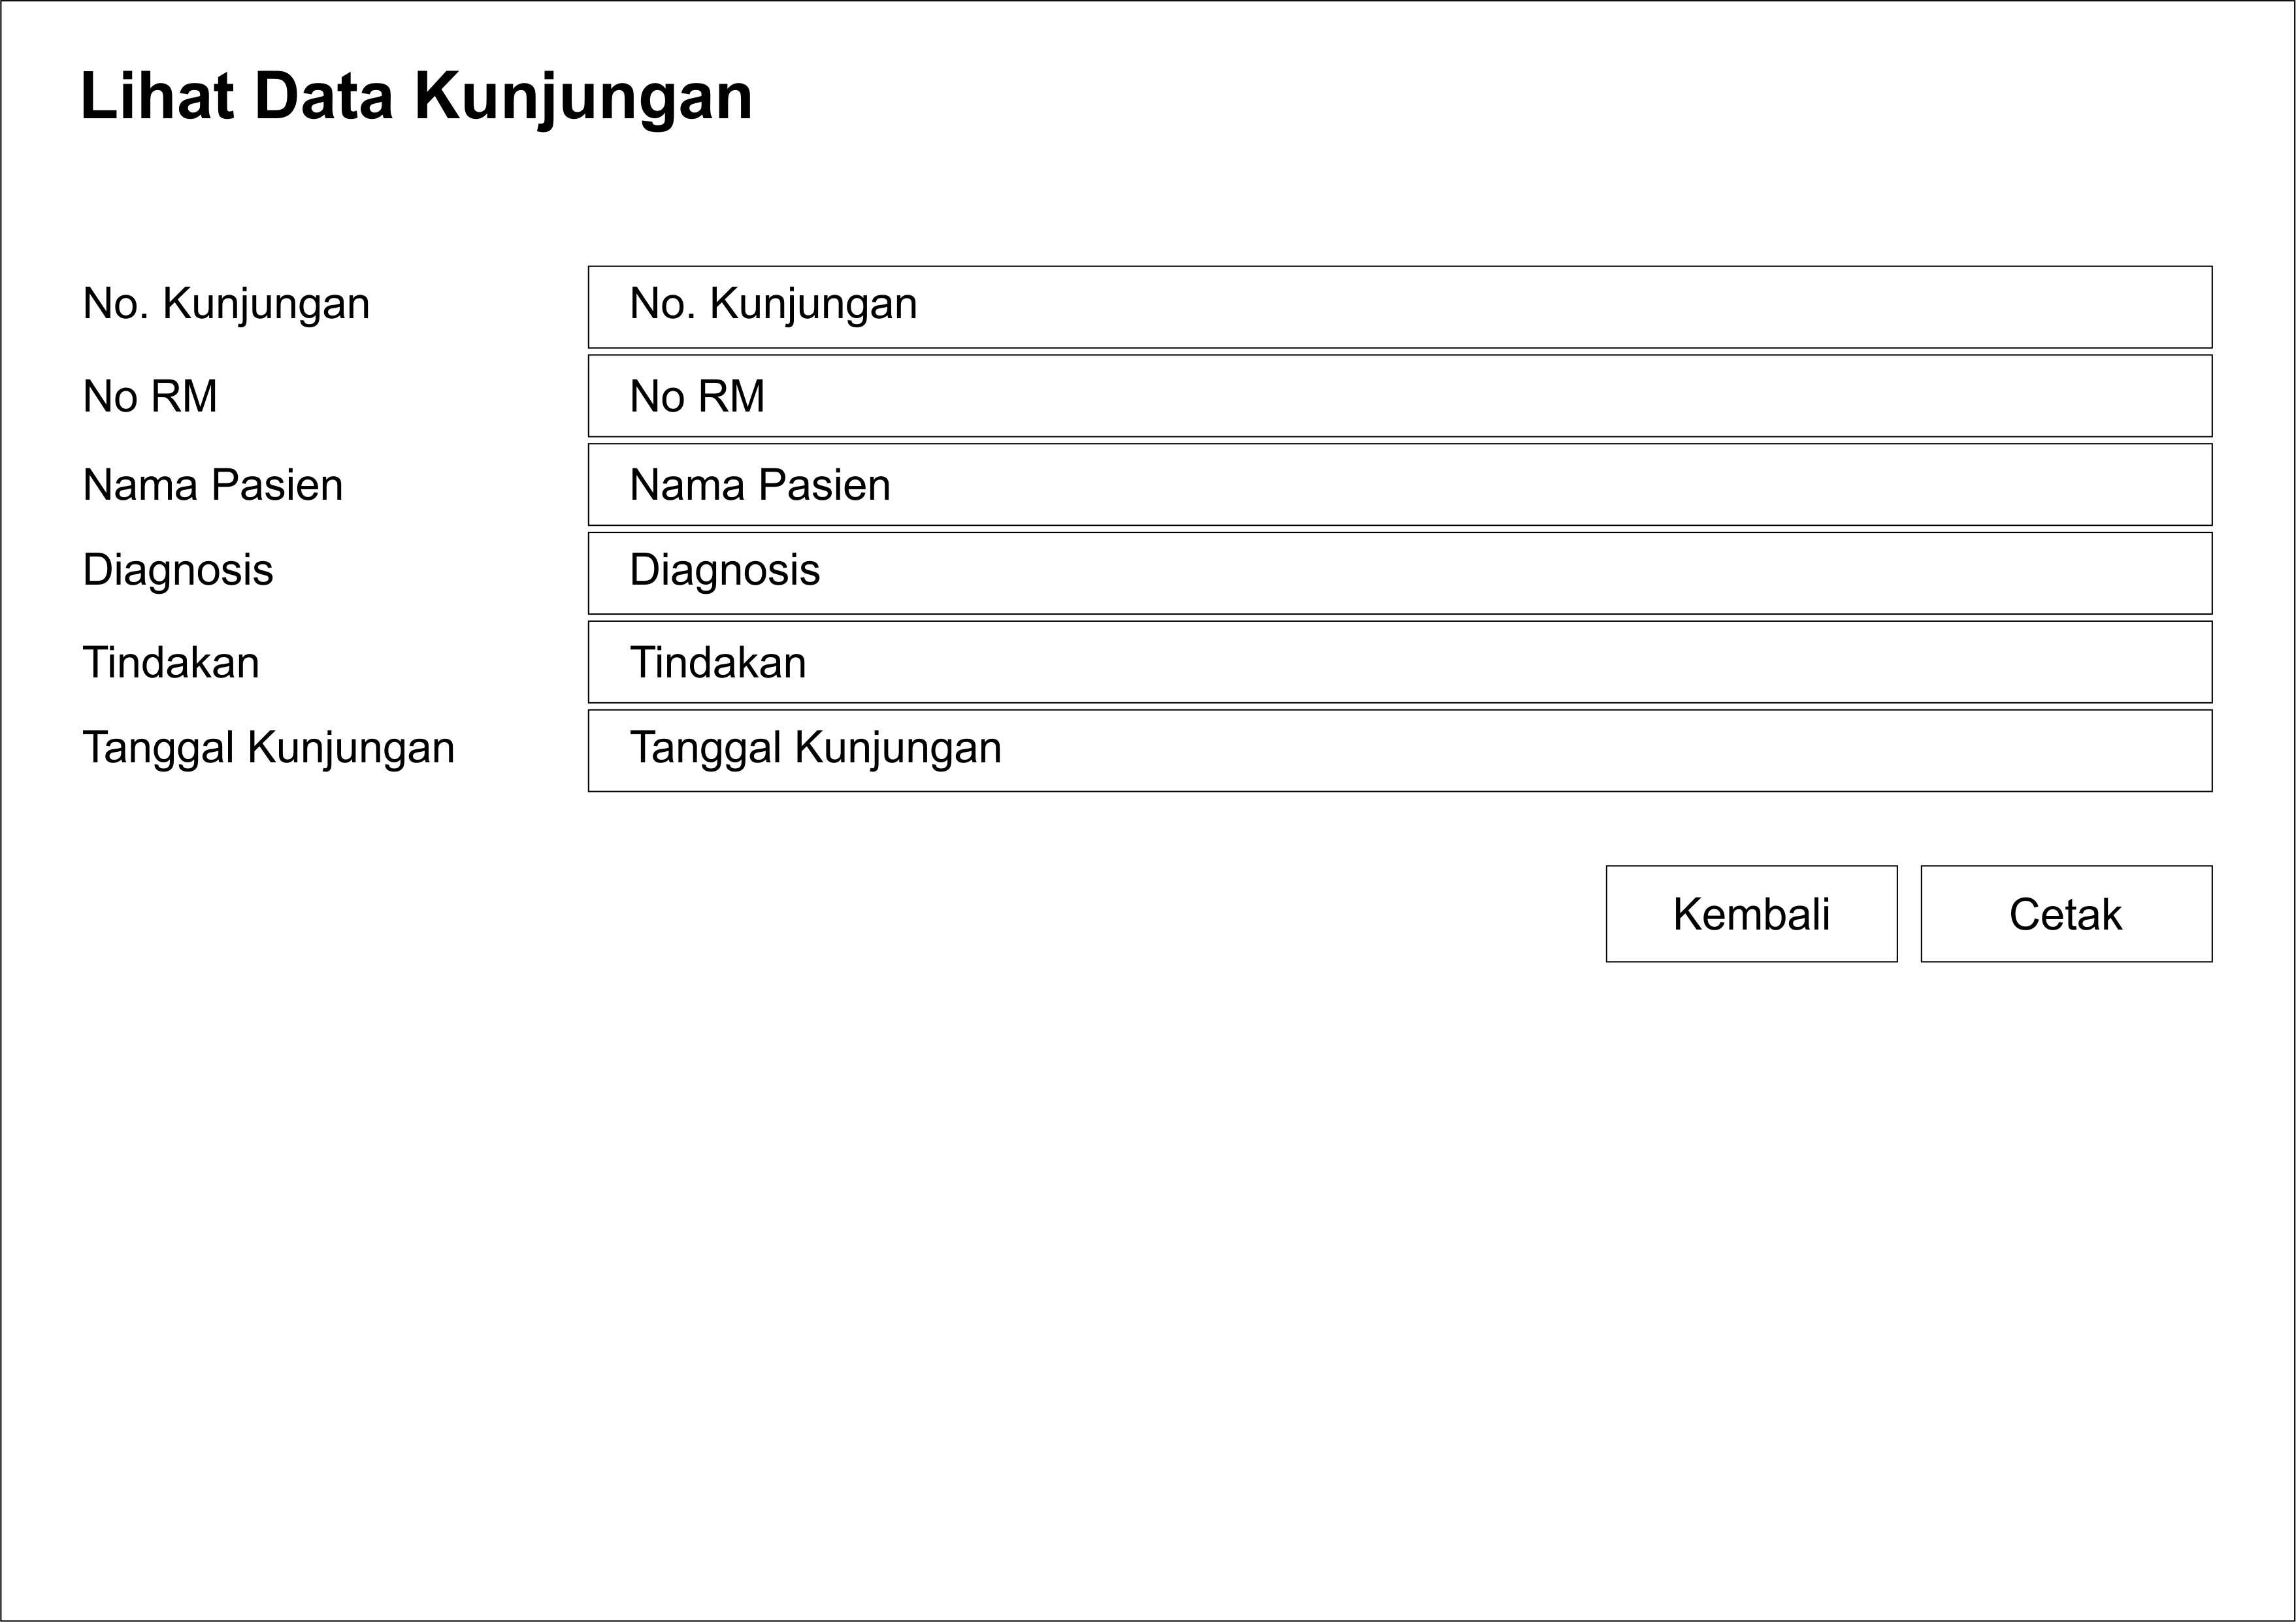 Lihat Data Kunjungan
No. Kunjungan No. Kunjungan
No RM No RM
Nama Pasien Nama Pasien
Diagnosis Diagnosis
Tindakan Tindakan
Tanggal Kunjungan Tanggal Kunjungan
Kembali Cetak